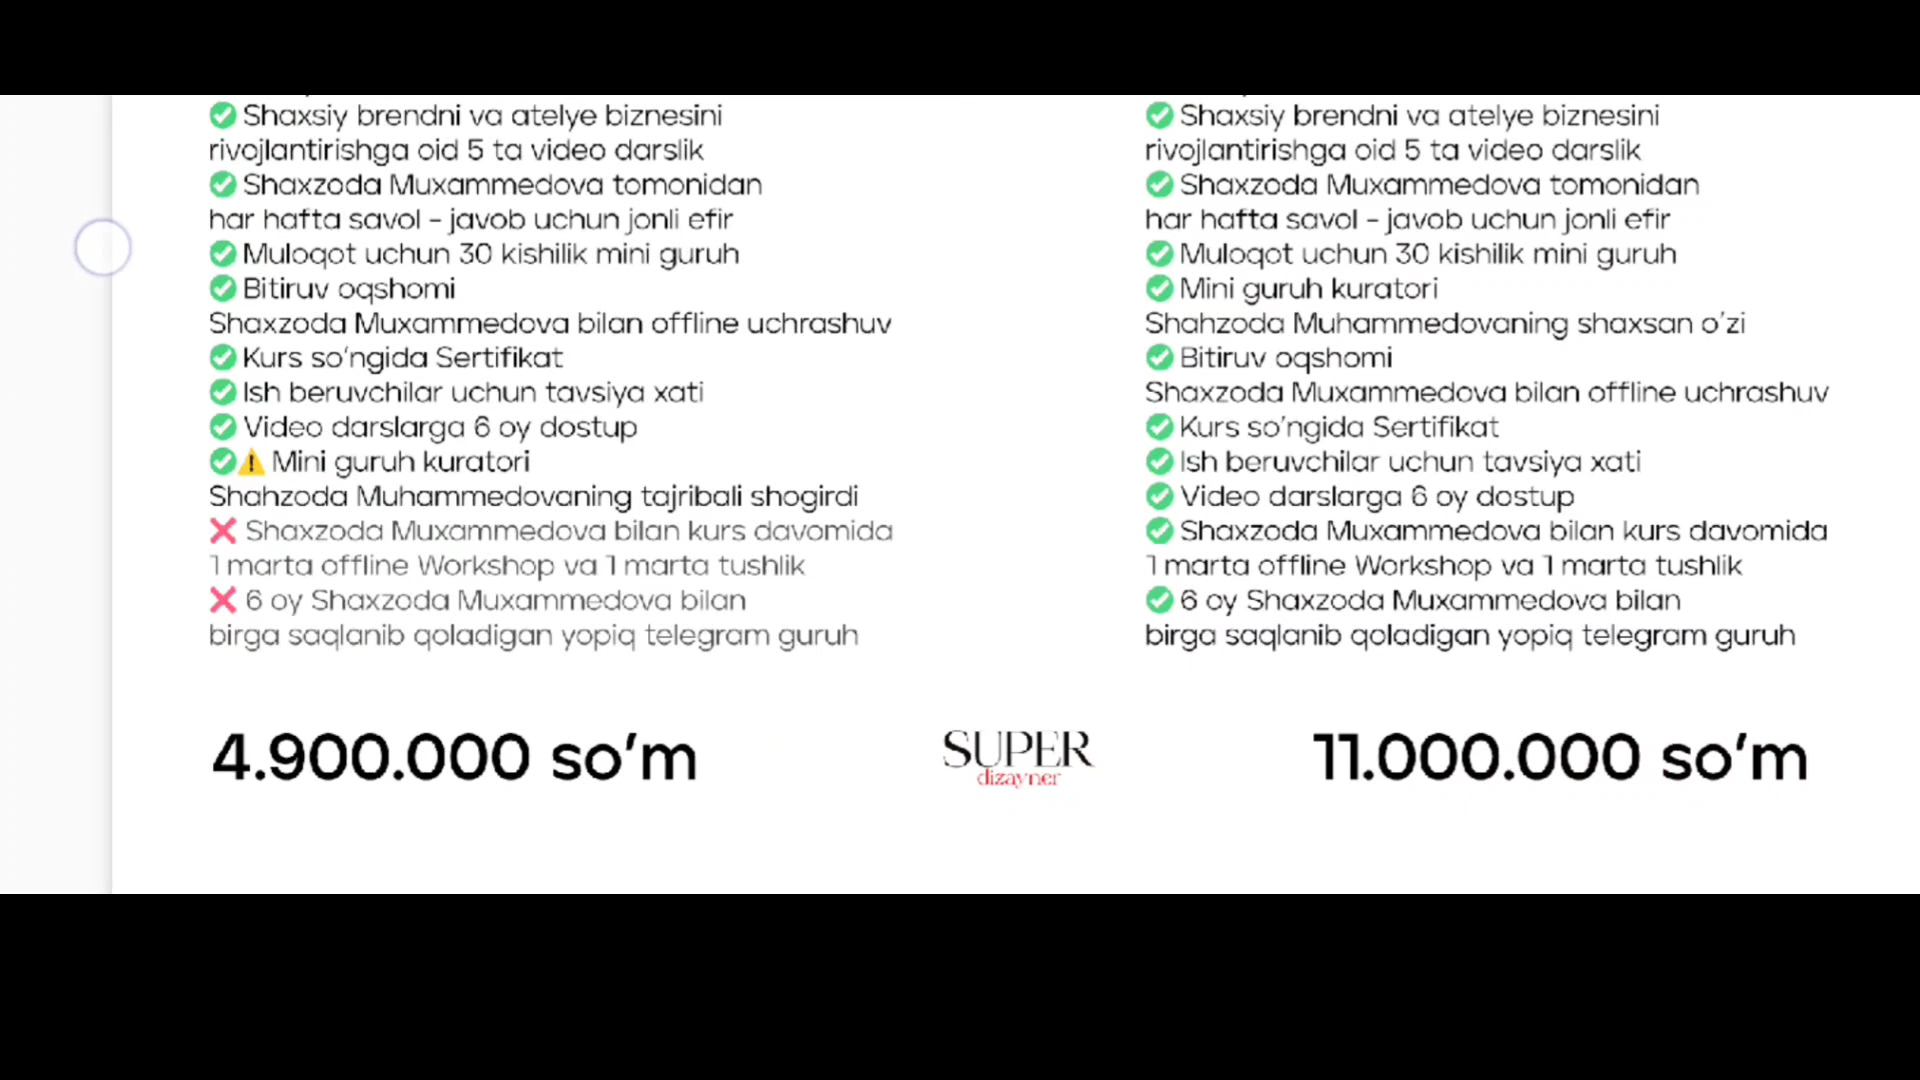 ✅ Shaxsiy brendni va atelye biznesini
rivojlantirishga oid 5 ta video darslik
✅ Shaxzoda Muxammedova tomonidan
har hafta savol - javob uchun jonli efir
✅ Muloqot uchun 30 kishilik mini guruh
✅ Bitiruv oqshomi
Shaxzoda Muxammedova bilan offline uchrashuv
✅ Kurs so'ngida Sertifikat
✅ Ish beruvchilar uchun tavsiya xati
✅ Video darslarga 6 oy dostup
✅⚠️ Mini guruh kuratori
Shahzoda Muhammedovaning tajribali shogirdi
❌ Shaxzoda Muxammedova bilan kurs davomida
1 marta offline Workshop va 1 marta tushlik
❌ 6 oy Shaxzoda Muxammedova bilan
birga saqlanib qoladigan yopiq telegram guruh
4.900.000 so'm
SUPER
dizayner
✅ Shaxsiy brendni va atelye biznesini
rivojlantirishga oid 5 ta video darslik
✅ Shaxzoda Muxammedova tomonidan
har hafta savol - javob uchun jonli efir
✅ Muloqot uchun 30 kishilik mini guruh
✅ Mini guruh kuratori
Shahzoda Muhammedovaning shaxsan o'zi
✅ Bitiruv oqshomi
Shaxzoda Muxammedova bilan offline uchrashuv
✅ Kurs so'ngida Sertifikat
✅ Ish beruvchilar uchun tavsiya xati
✅ Video darslarga 6 oy dostup
✅ Shaxzoda Muxammedova bilan kurs davomida
1 marta offline Workshop va 1 marta tushlik
✅ 6 oy Shaxzoda Muxammedova bilan
birga saqlanib qoladigan yopiq telegram guruh
11.000.000 so'm